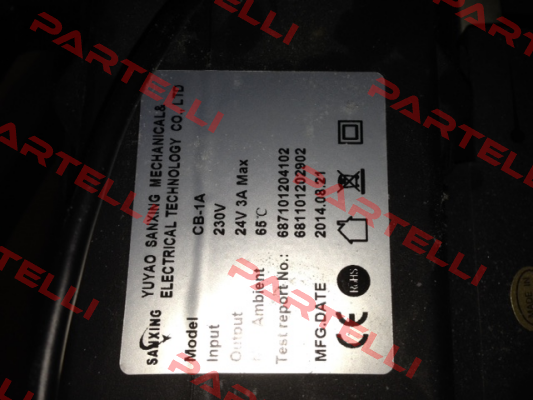 SANXING
YUYAO SANXING MECHANICAL&
ELECTRICAL TECHNOLOGY CO.,LTD
Model CB-1A
Input 230V
Output 24V 3A Max
Ambient 65℃
Test report No.: 687101204102
681101202902
MFG.DATE 2014.08.21
CE RoHS
PARTELLI
PARTELLI
PARTELLI
PARTELLI
PARTELLI
PARTELLI